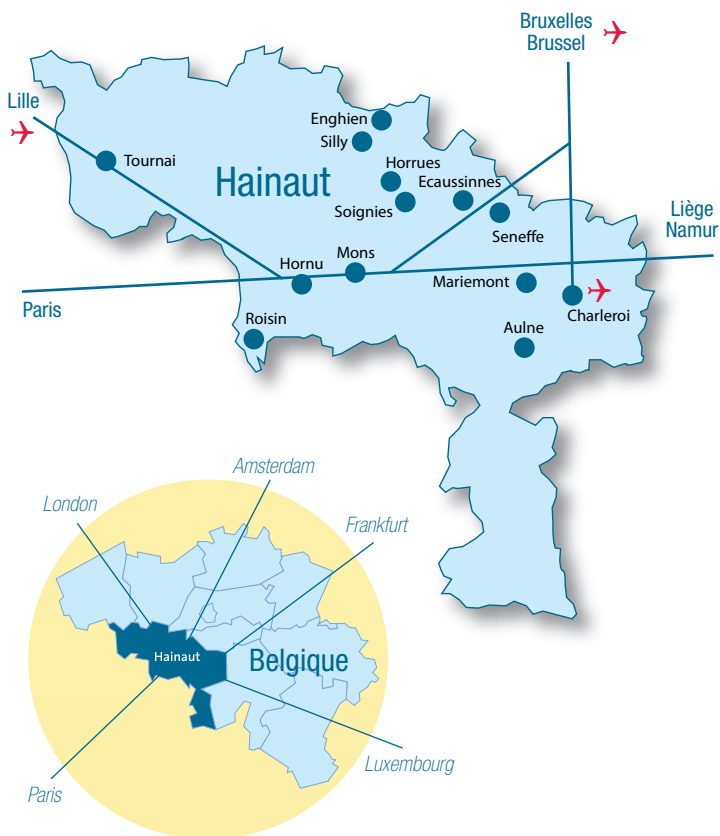 Bruxelles
Brussel
Lille
Enghien
Silly
Tournai
Hainaut
Horrues
Ecaussinnes
Soignies
Seneffe
Liège
Namur
Mons
Hornu
Mariemont
Paris
Charleroi
Roisin
Aulne
Amsterdam
London
Frankfurt
Hainaut
Belgique
Luxembourg
Paris